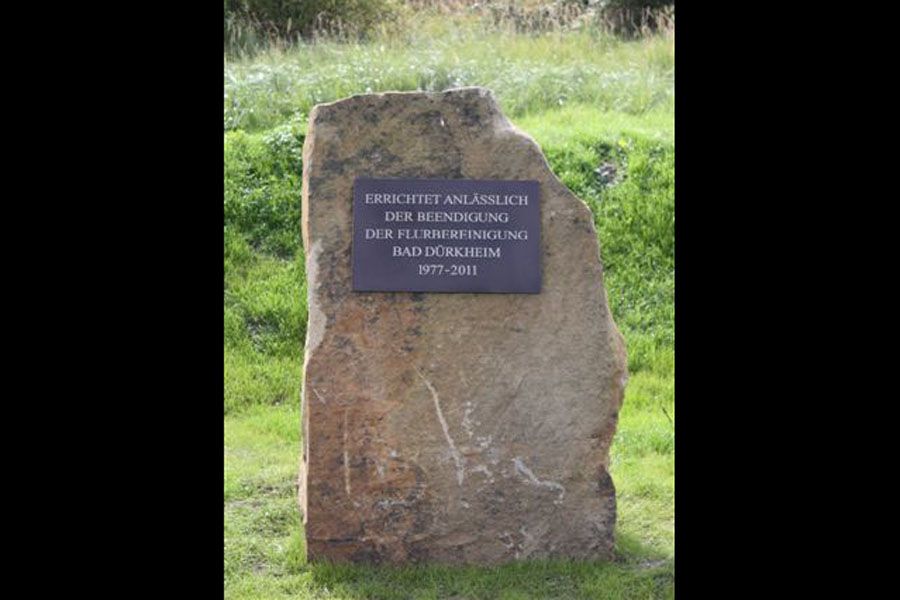 ERRICHTET ANLÄSSLICH
DER BEENDIGUNG
DER FLURBEREINIGUNG
BAD DÜRKHEIM
1977-2011